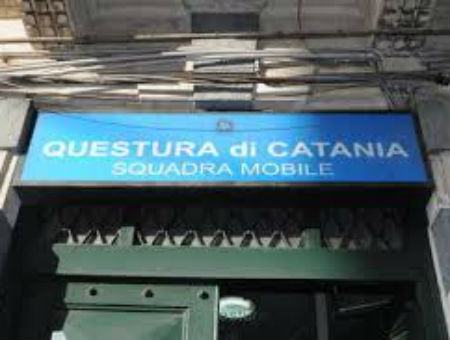 QUESTURA di CATANIA
SQUADRA MOBILE